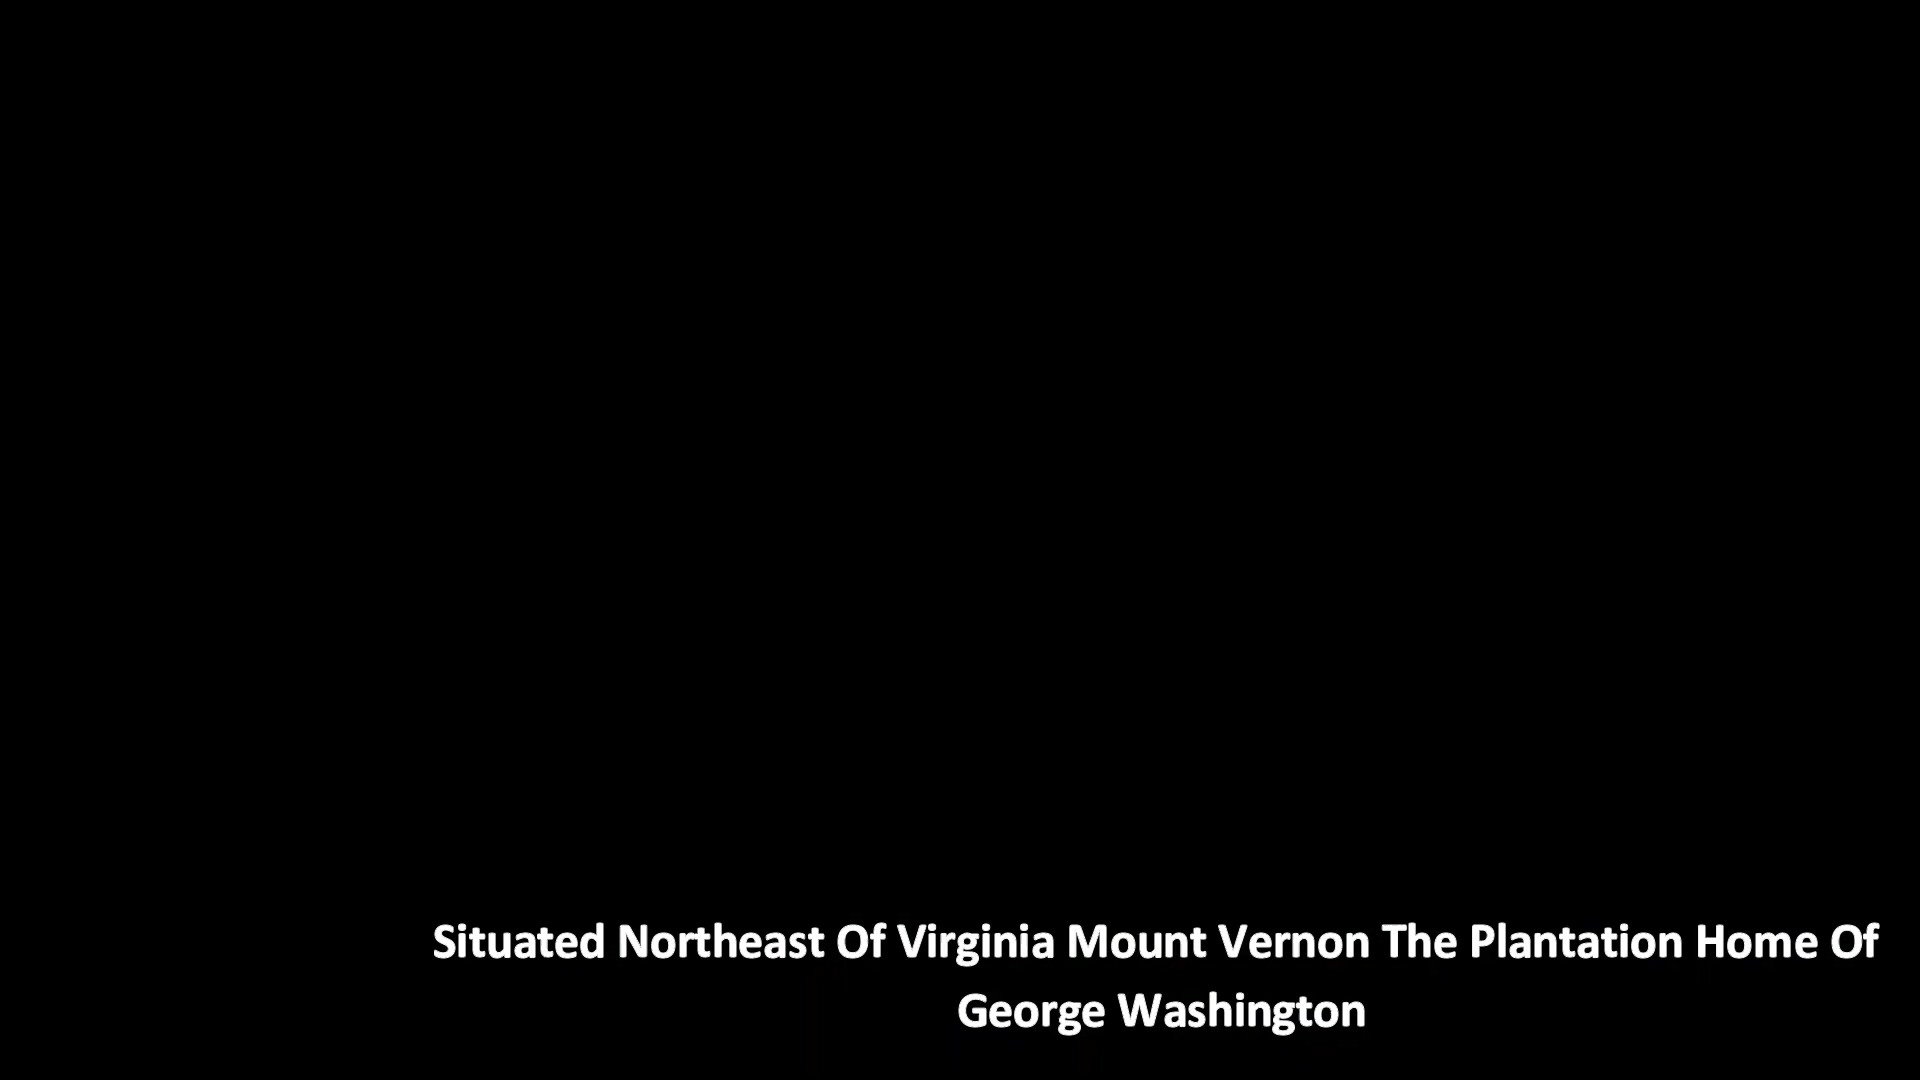 Situated Northeast Of Virginia Mount Vernon The Plantation Home Of
George Washington